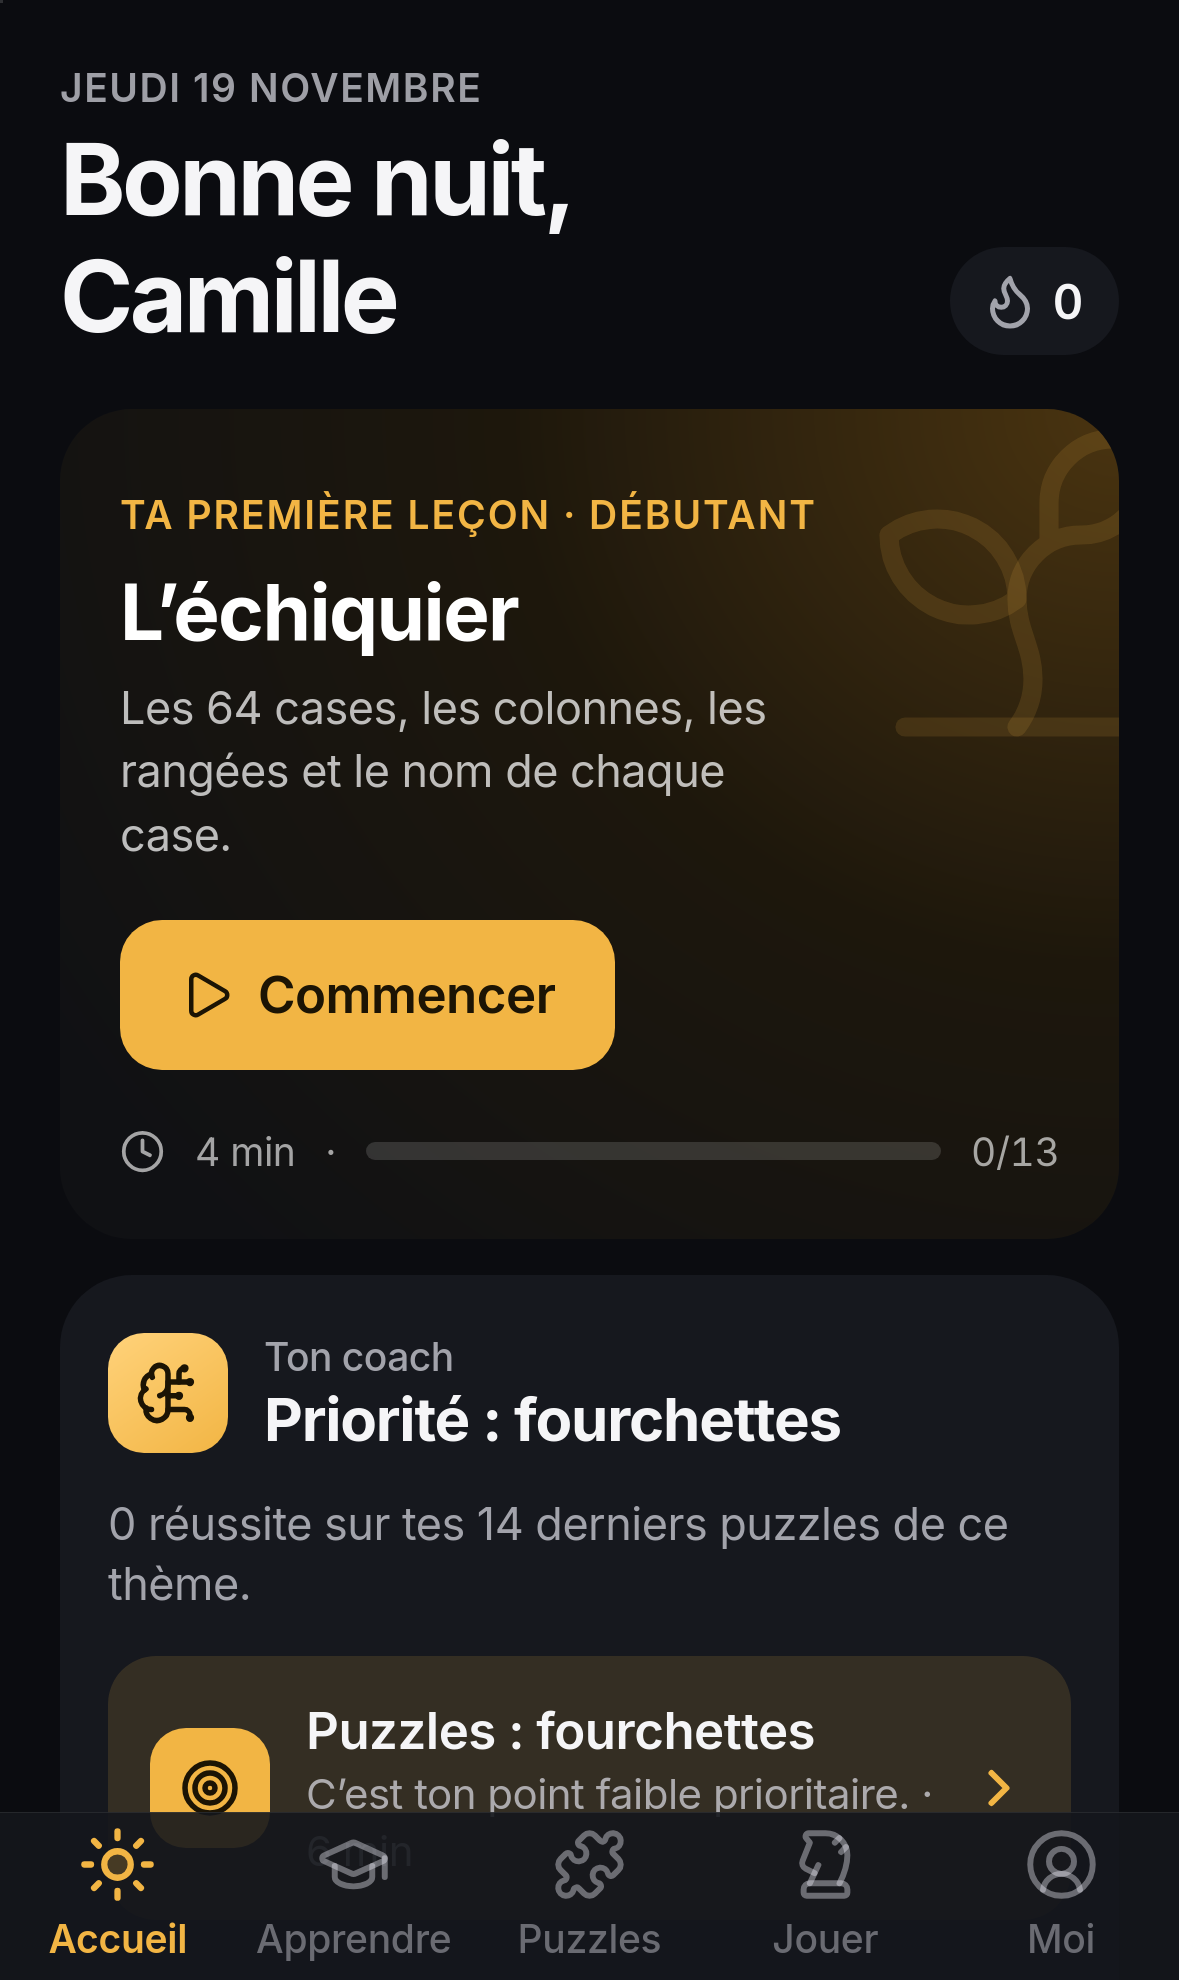 JEUDI 19 NOVEMBRE
Bonne nuit,
Camille
0
TA PREMIÈRE LEÇON · DÉBUTANT
L’échiquier
Les 64 cases, les colonnes, les
rangées et le nom de chaque
case.
Commencer
4 min ·
0/13
Ton coach
Priorité : fourchettes
0 réussite sur tes 14 derniers puzzles de ce
thème.
Puzzles : fourchettes
C’est ton point faible prioritaire. ·
6 min
Accueil
Apprendre
Puzzles
Jouer
Moi